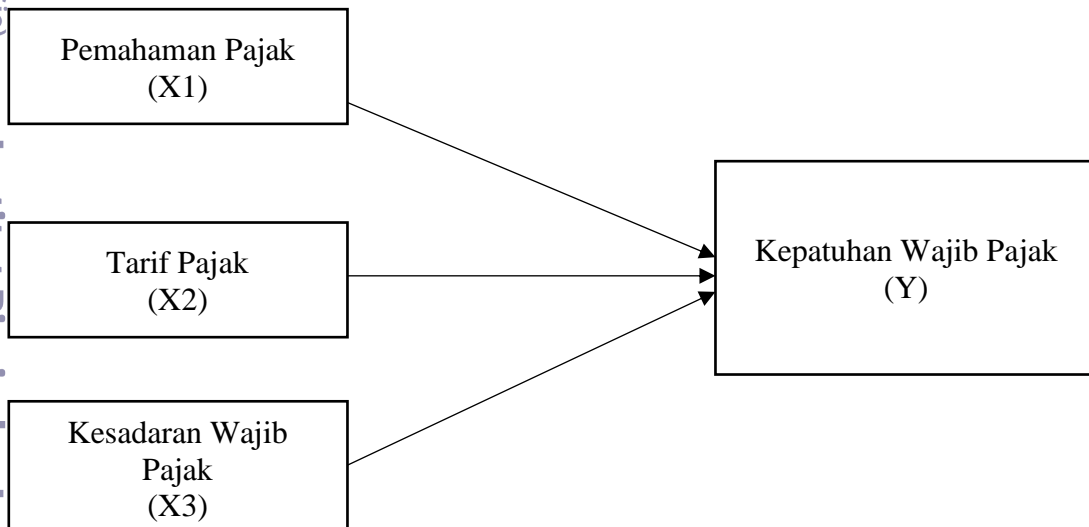 Pemahaman Pajak
(X1)
Tarif Pajak
(X2)
Kesadaran Wajib
Pajak
(X3)
Kepatuhan Wajib Pajak
(Y)